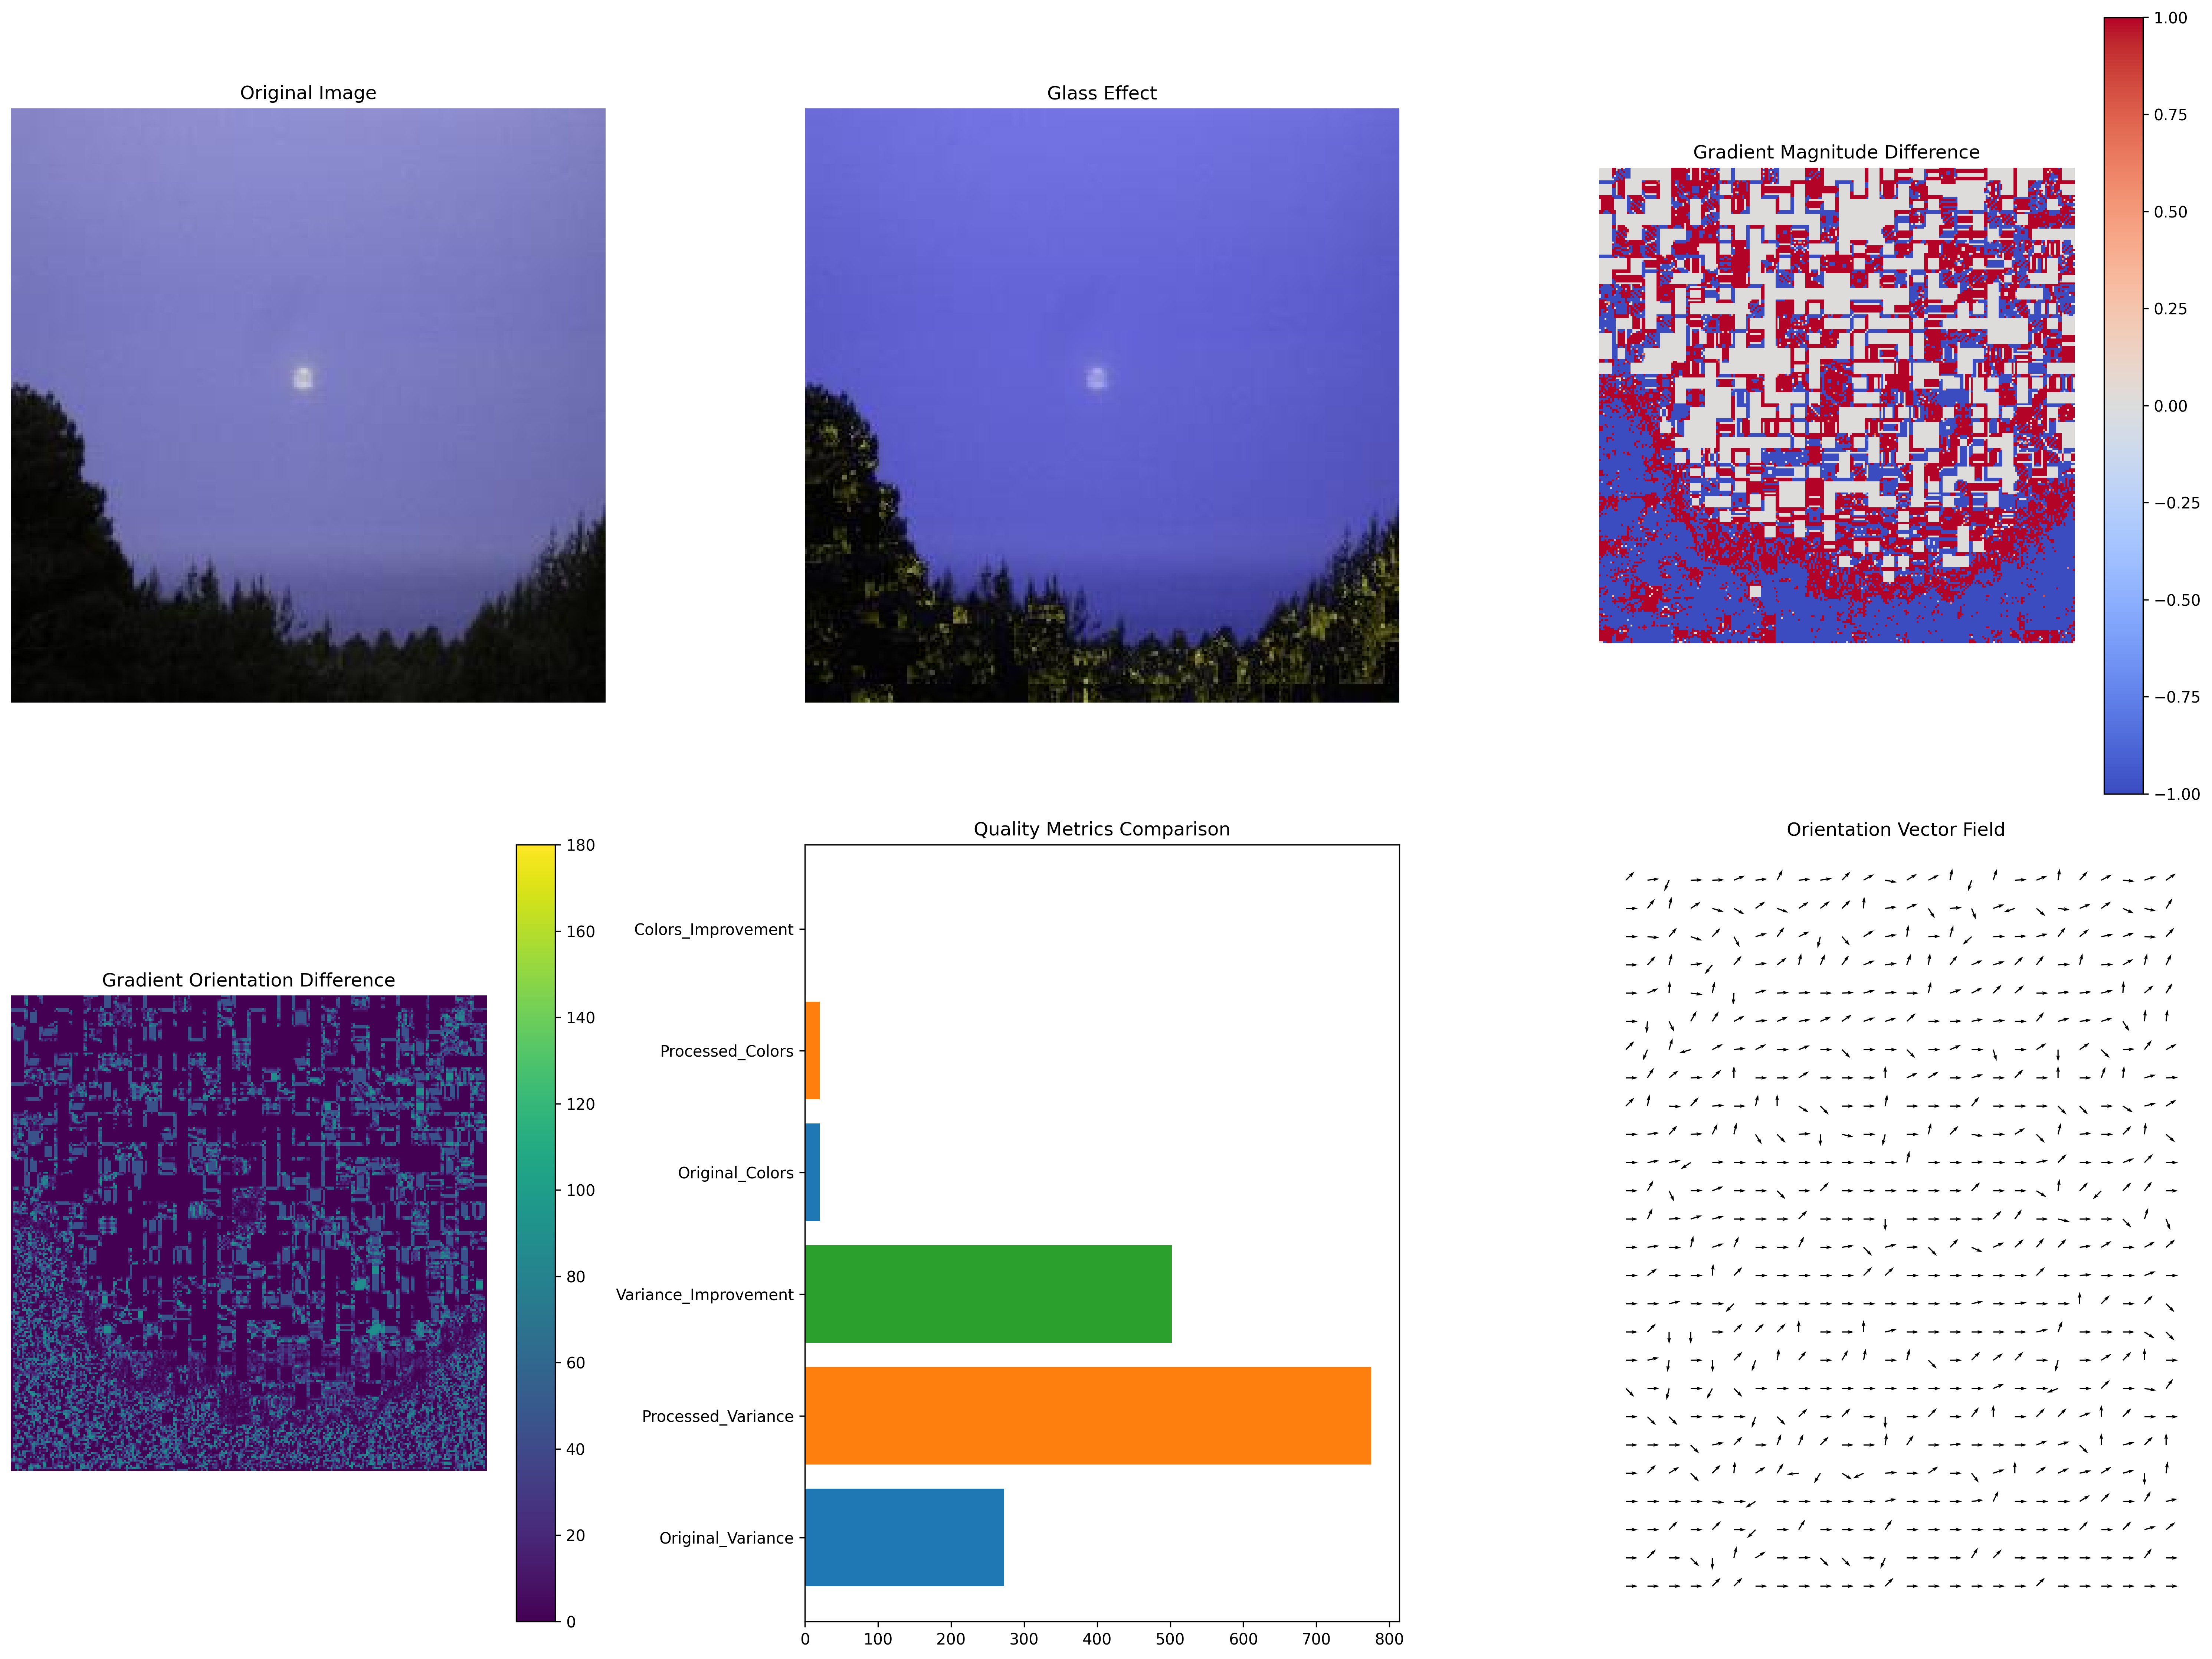 Original Image
Glass Effect
Gradient Magnitude Difference
1.00
0.75
0.50
0.25
0.00
−0.25
−0.50
−0.75
−1.00
Gradient Orientation Difference
180
160
140
120
100
80
60
40
20
0
Quality Metrics Comparison
Colors_Improvement
Processed_Colors
Original_Colors
Variance_Improvement
Processed_Variance
Original_Variance
0 100 200 300 400 500 600 700 800
Orientation Vector Field